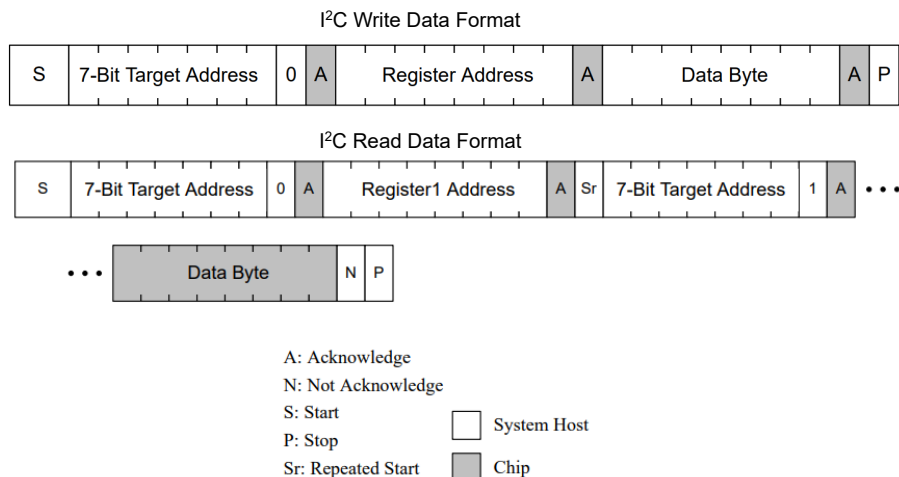 I²C Write Data Format
S 7-Bit Target Address 0 A Register Address A Data Byte A P
I²C Read Data Format
S 7-Bit Target Address 0 A Register1 Address A Sr 7-Bit Target Address 1 A •••
••• Data Byte N P
A: Acknowledge
N: Not Acknowledge
S: Start
P: Stop
Sr: Repeated Start
System Host
Chip